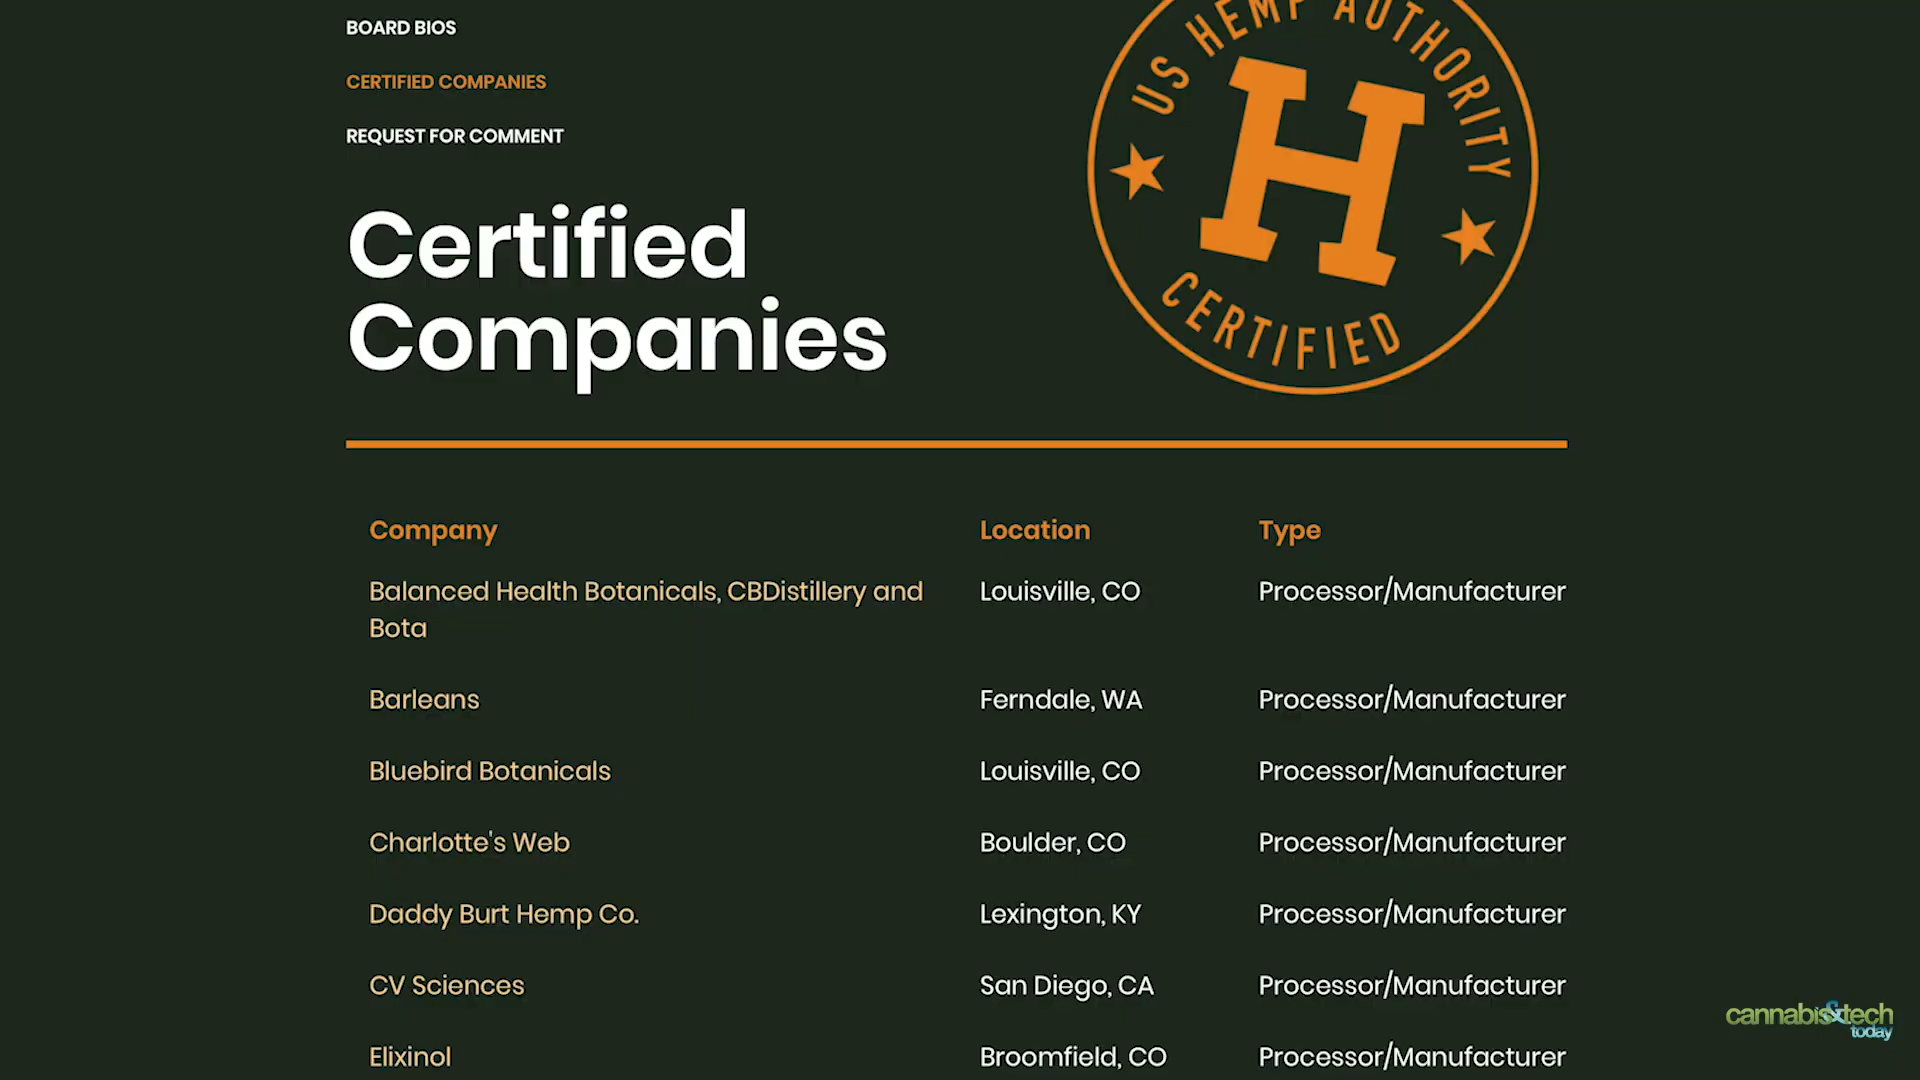 BOARD BIOS
CERTIFIED COMPANIES
REQUEST FOR COMMENT
US HEMP AUTHORITY
H
CERTIFIED
Certified
Companies
Company Location Type
Balanced Health Botanicals, CBDistillery and Louisville, CO Processor/Manufacturer
Bota
Barleans Ferndale, WA Processor/Manufacturer
Bluebird Botanicals Louisville, CO Processor/Manufacturer
Charlotte's Web Boulder, CO Processor/Manufacturer
Daddy Burt Hemp Co. Lexington, KY Processor/Manufacturer
CV Sciences San Diego, CA Processor/Manufacturer
Elixinol Broomfield, CO Processor/Manufacturer
cannabis&tech
today